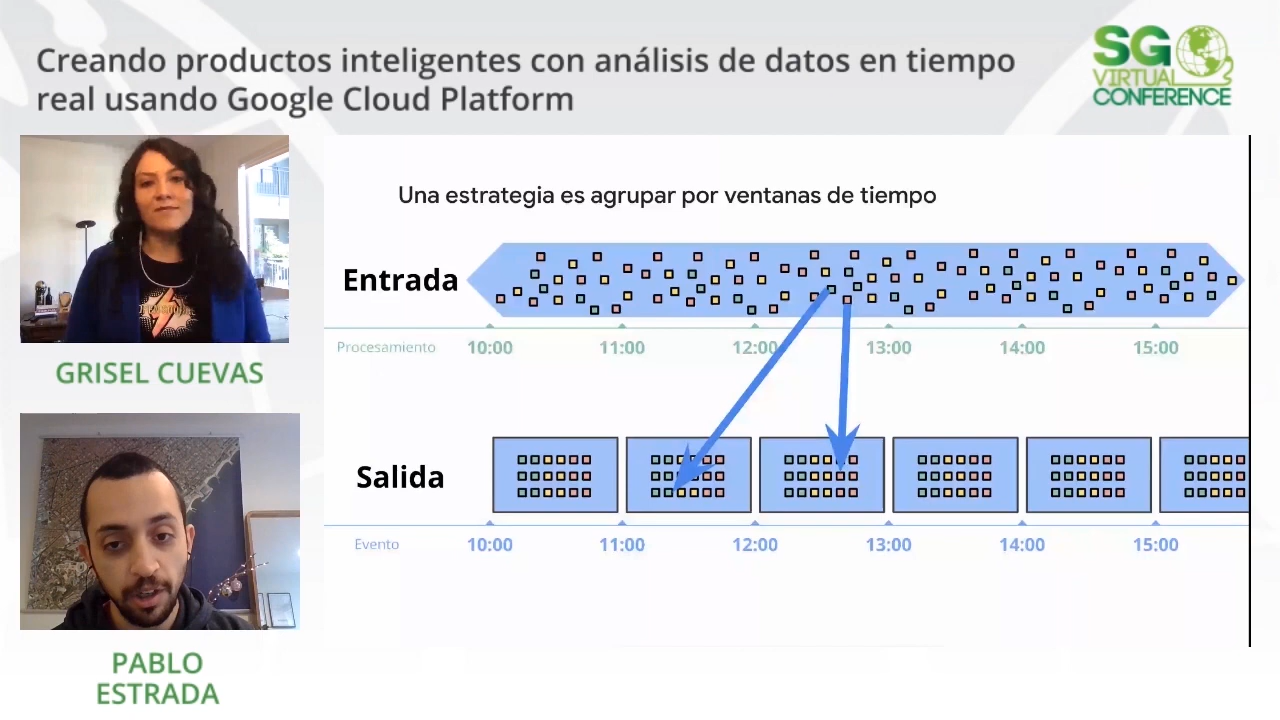 Creando productos inteligentes con análisis de datos en tiempo
real usando Google Cloud Platform
SG
VIRTUAL
CONFERENCE
GRISEL CUEVAS
PABLO
ESTRADA
Una estrategia es agrupar por ventanas de tiempo
Entrada
Procesamiento 10:00 11:00 12:00 13:00 14:00 15:00
Salida
Evento 10:00 11:00 12:00 13:00 14:00 15:00